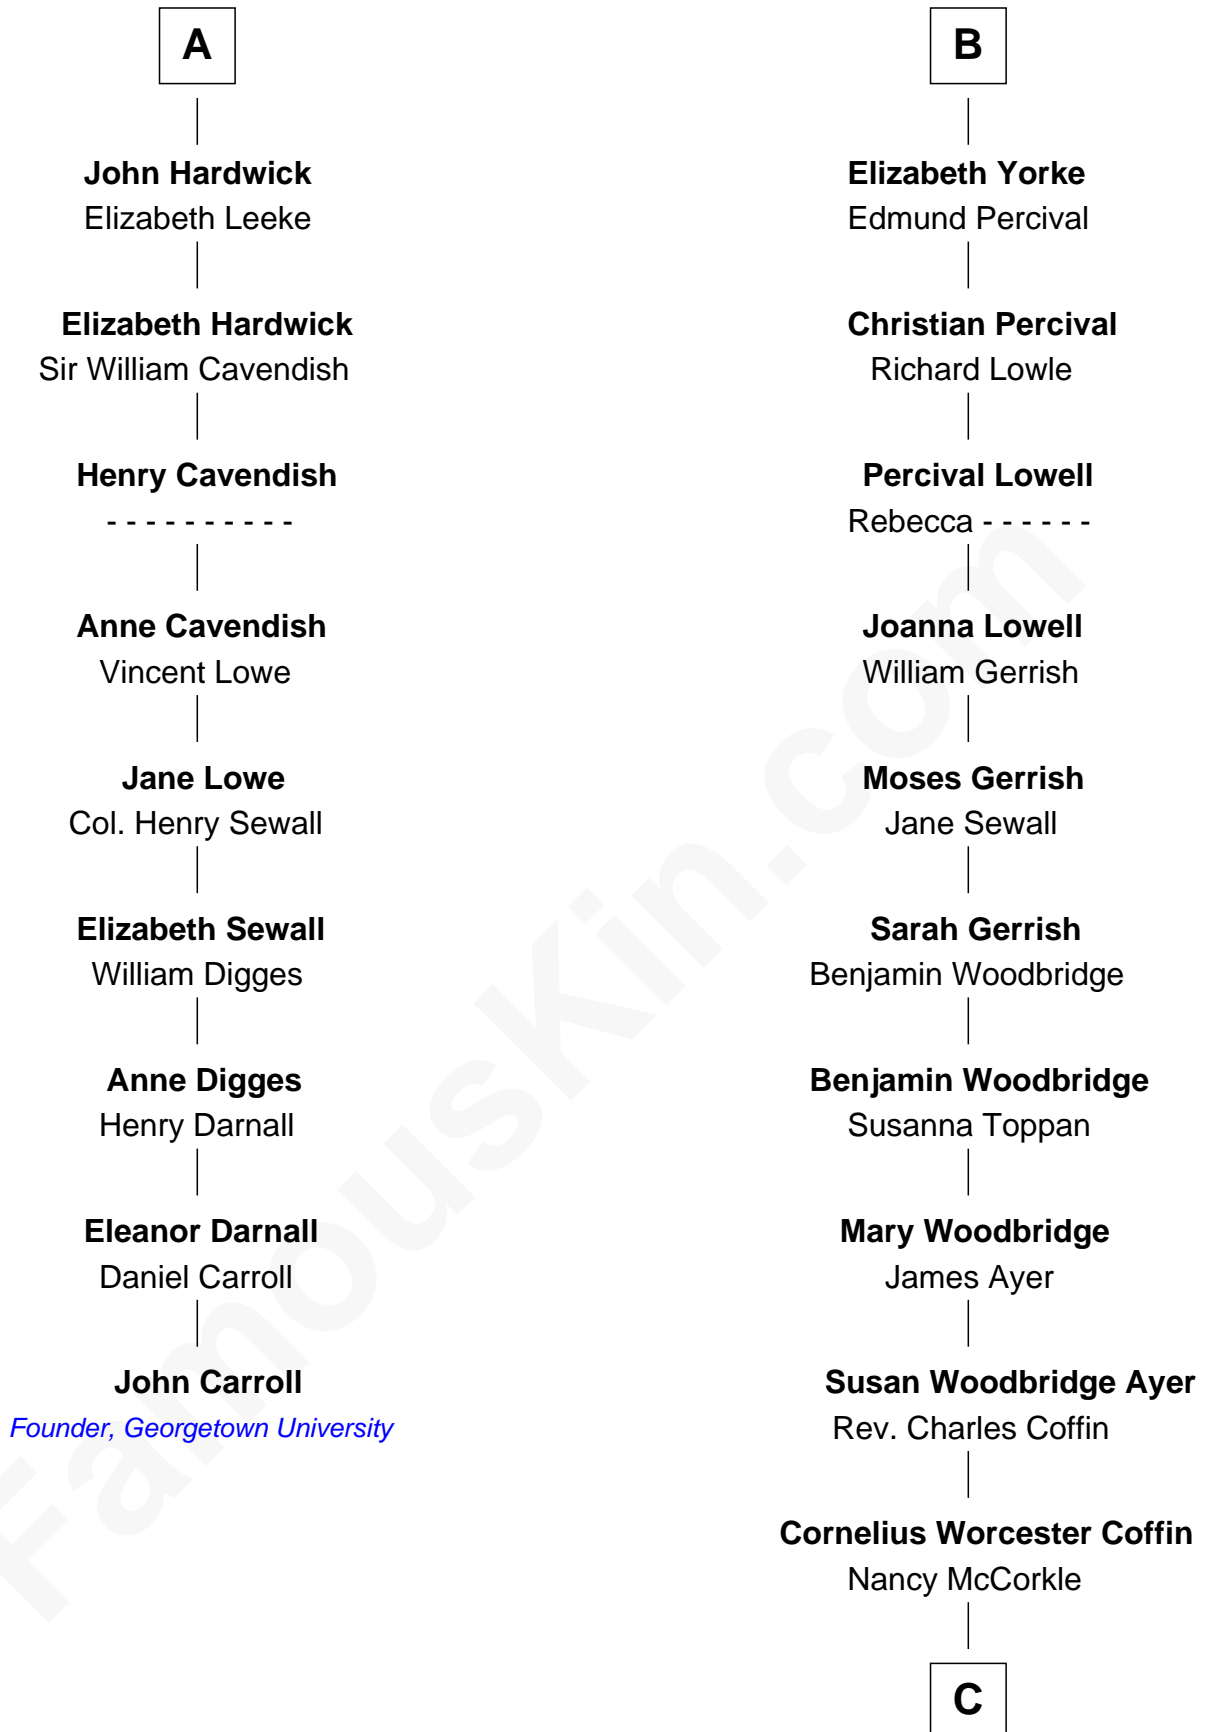 A
John Hardwick
Elizabeth Leeke
Elizabeth Hardwick
Sir William Cavendish
Henry Cavendish
- - - - - - - - - -
Anne Cavendish
Vincent Lowe
Jane Lowe
Col. Henry Sewall
Elizabeth Sewall
William Digges
Anne Digges
Henry Darnall
Eleanor Darnall
Daniel Carroll
John Carroll
Founder, Georgetown University
B
Elizabeth Yorke
Edmund Percival
Christian Percival
Richard Lowle
Percival Lowell
Rebecca - - - - - -
Joanna Lowell
William Gerrish
Moses Gerrish
Jane Sewall
Sarah Gerrish
Benjamin Woodbridge
Benjamin Woodbridge
Susanna Toppan
Mary Woodbridge
James Ayer
Susan Woodbridge Ayer
Rev. Charles Coffin
Cornelius Worcester Coffin
Nancy McCorkle
C
FamousKin.com